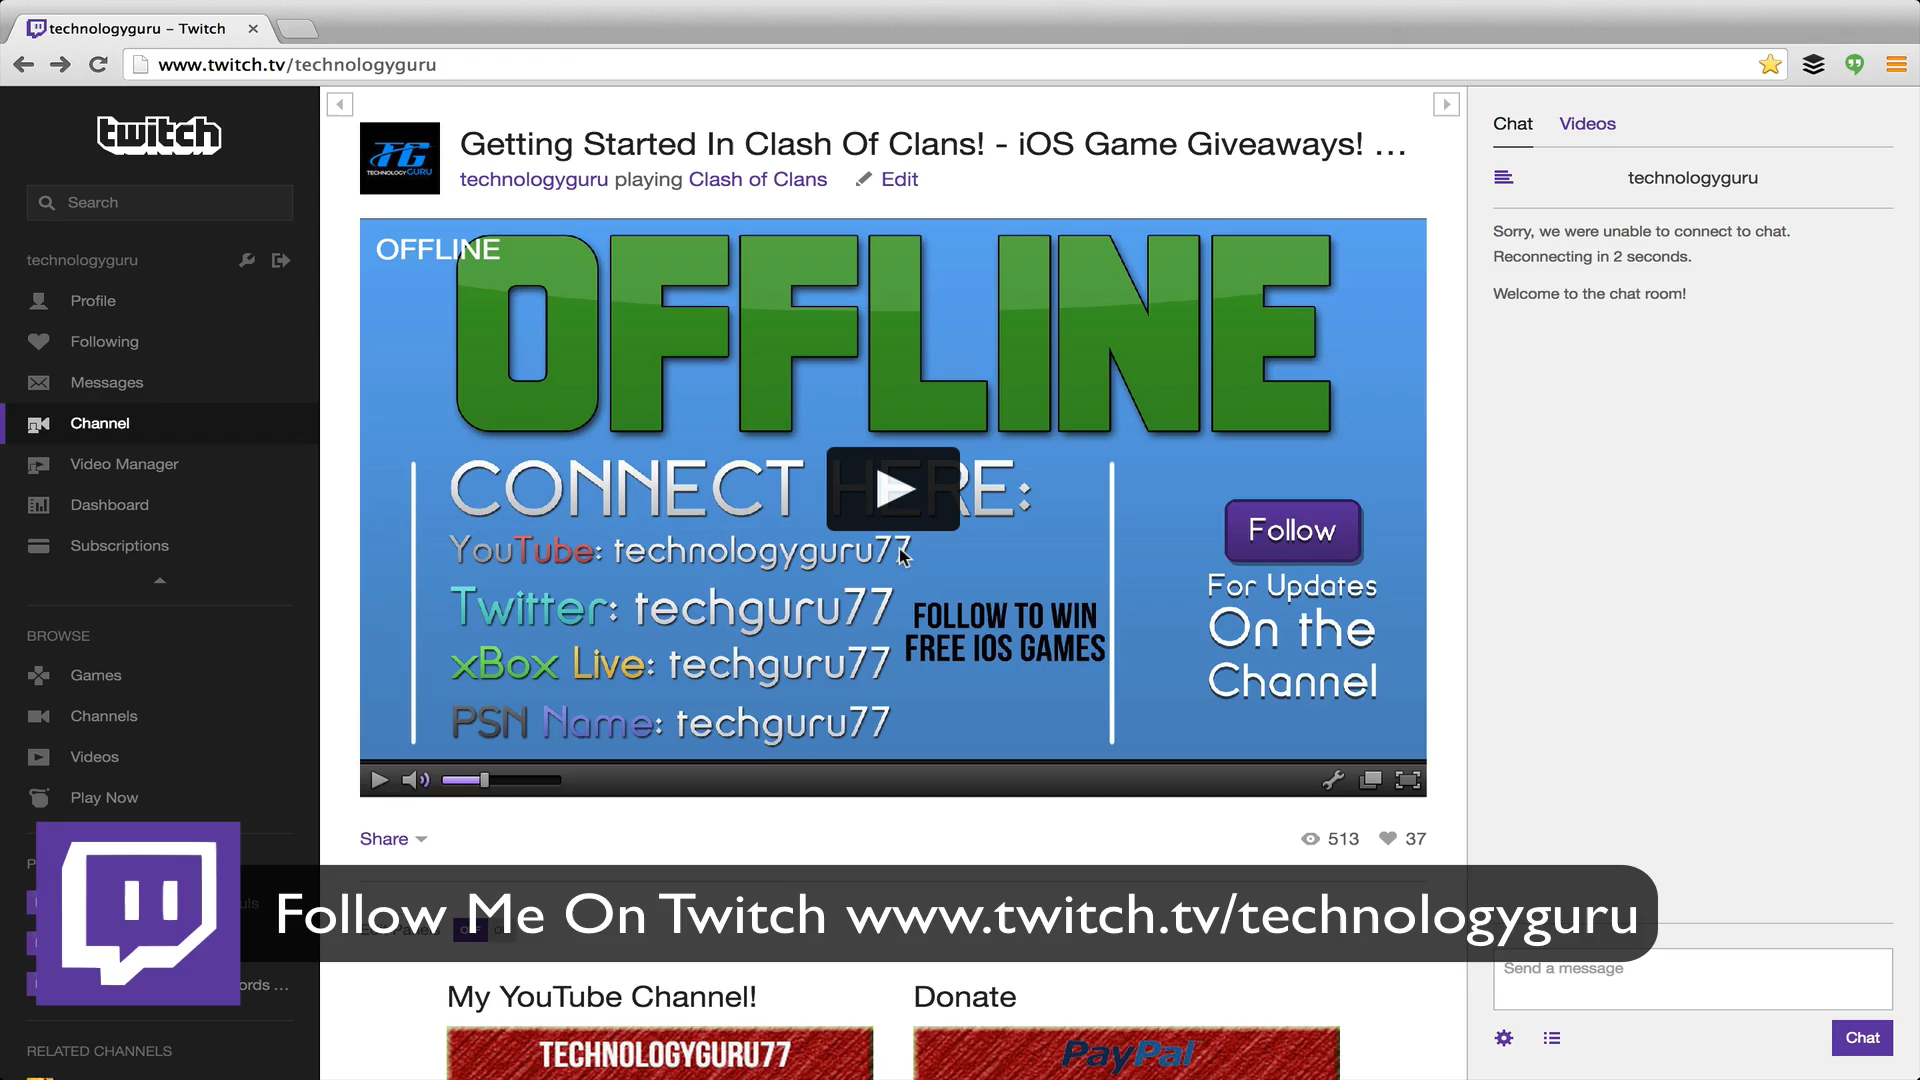 technologyguru – Twitch
www.twitch.tv/technologyguru
twitch
Search
technologyguru
Profile
Following
Messages
Channel
Video Manager
Dashboard
Subscriptions
BROWSE
Games
Channels
Videos
Play Now
RELATED CHANNELS
TG
TECHNOLOGYGURU
Getting Started In Clash Of Clans! - iOS Game Giveaways! ...
technologyguru playing Clash of Clans
Edit
OFFLINE
OFFLINE
CONNECT HERE:
YouTube: technologyguru77
Twitter: techguru77
xBox Live: techguru77
PSN Name: techguru77
FOLLOW TO WIN
FREE IOS GAMES
Follow
For Updates
On the
Channel
Share
513
37
Follow Me On Twitch www.twitch.tv/technologyguru
My YouTube Channel!
Donate
TECHNOLOGYGURU77
PayPal
Chat
Videos
technologyguru
Sorry, we were unable to connect to chat.
Reconnecting in 2 seconds.
Welcome to the chat room!
Send a message
Chat